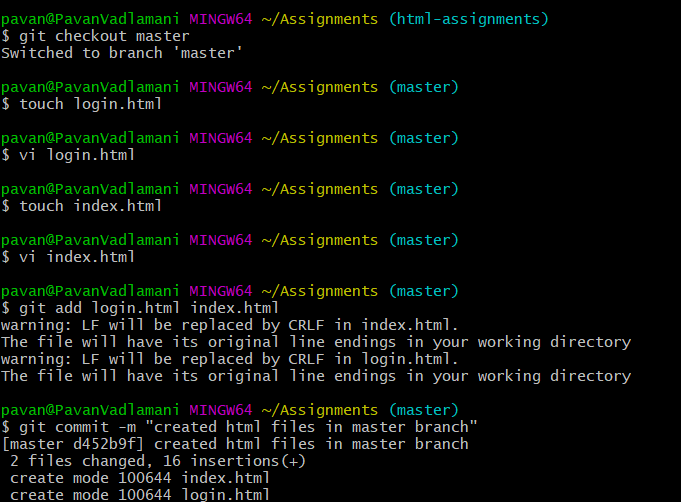 pavan@PavanVadlamani MINGW64 ~/Assignments (html-assignments)
$ git checkout master
Switched to branch 'master'
pavan@PavanVadlamani MINGW64 ~/Assignments (master)
$ touch login.html
pavan@PavanVadlamani MINGW64 ~/Assignments (master)
$ vi login.html
pavan@PavanVadlamani MINGW64 ~/Assignments (master)
$ touch index.html
pavan@PavanVadlamani MINGW64 ~/Assignments (master)
$ vi index.html
pavan@PavanVadlamani MINGW64 ~/Assignments (master)
$ git add login.html index.html
warning: LF will be replaced by CRLF in index.html.
The file will have its original line endings in your working directory
warning: LF will be replaced by CRLF in login.html.
The file will have its original line endings in your working directory
pavan@PavanVadlamani MINGW64 ~/Assignments (master)
$ git commit -m "created html files in master branch"
[master d452b9f] created html files in master branch
 2 files changed, 16 insertions(+)
 create mode 100644 index.html
 create mode 100644 login.html